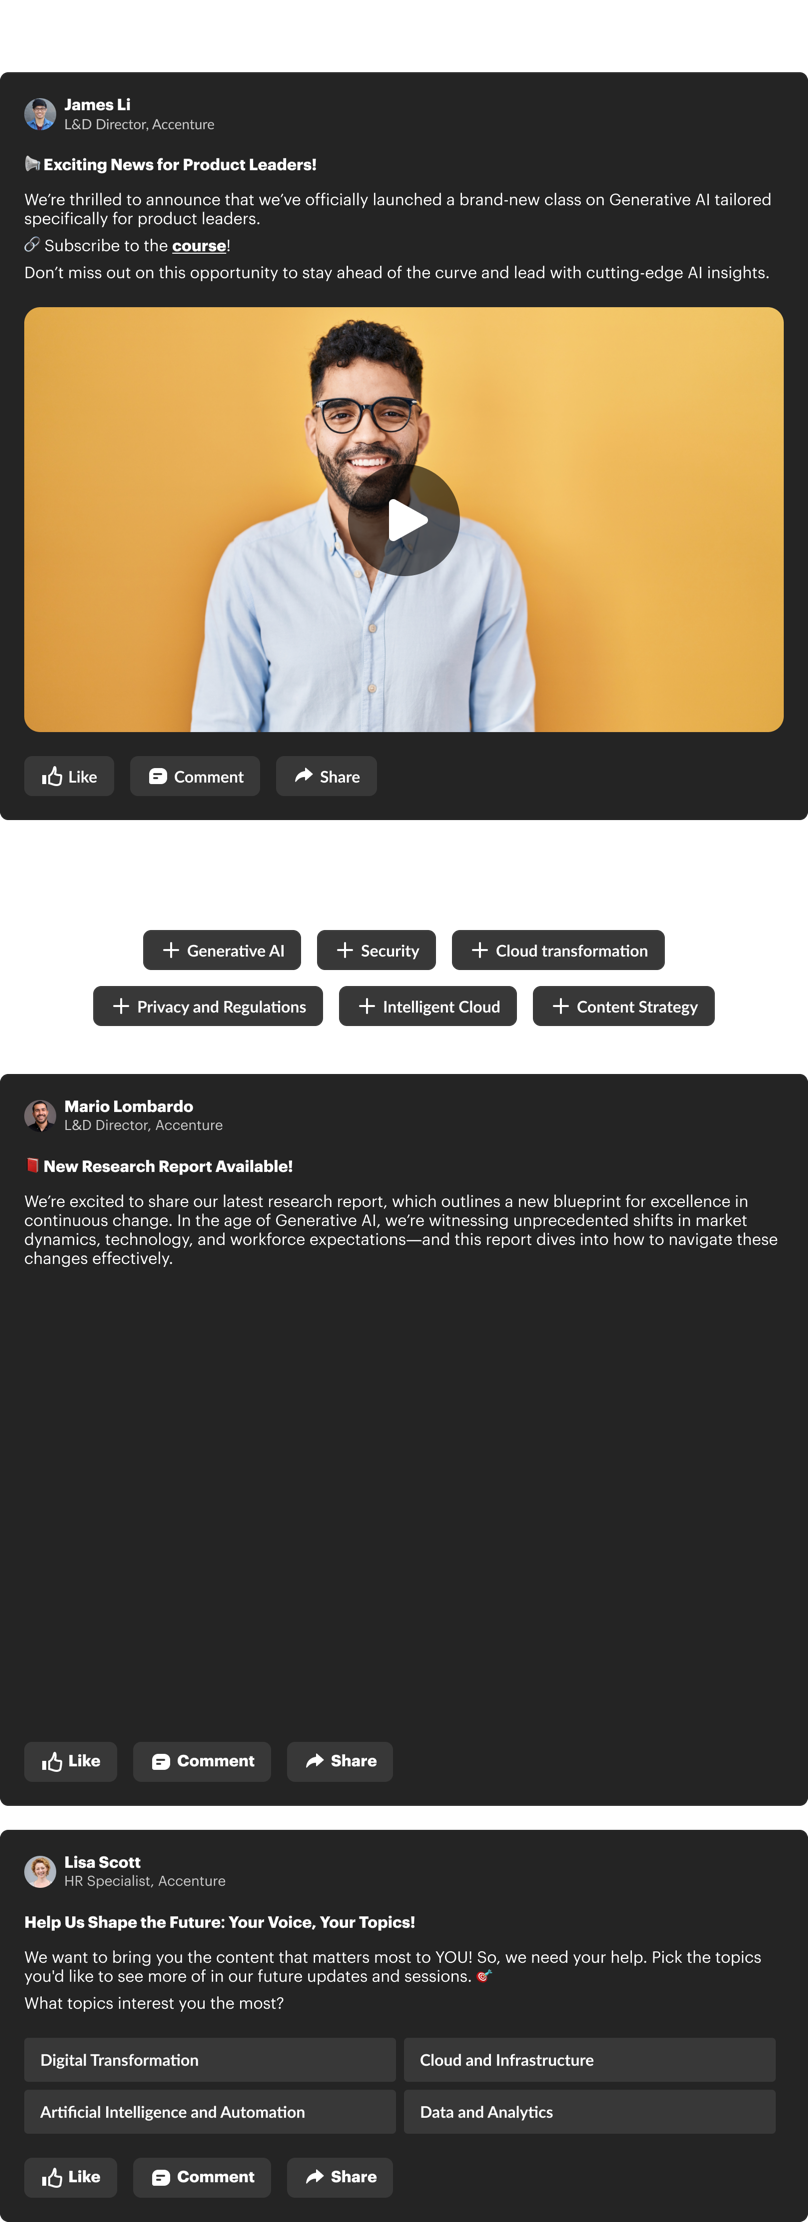 James Li
L&D Director, Accenture
Exciting News for Product Leaders!
We’re thrilled to announce that we’ve officially launched a brand-new class on Generative AI tailored
specifically for product leaders.
Subscribe to the course!
Don’t miss out on this opportunity to stay ahead of the curve and lead with cutting-edge AI insights.
Like
Comment
Share
Generative AI
Security
Cloud transformation
Privacy and Regulations
Intelligent Cloud
Content Strategy
Mario Lombardo
L&D Director, Accenture
New Research Report Available!
We’re excited to share our latest research report, which outlines a new blueprint for excellence in
continuous change. In the age of Generative AI, we’re witnessing unprecedented shifts in market
dynamics, technology, and workforce expectations—and this report dives into how to navigate these
changes effectively.
Like
Comment
Share
Lisa Scott
HR Specialist, Accenture
Help Us Shape the Future: Your Voice, Your Topics!
We want to bring you the content that matters most to YOU! So, we need your help. Pick the topics
you'd like to see more of in our future updates and sessions.
What topics interest you the most?
Digital Transformation
Cloud and Infrastructure
Artificial Intelligence and Automation
Data and Analytics
Like
Comment
Share